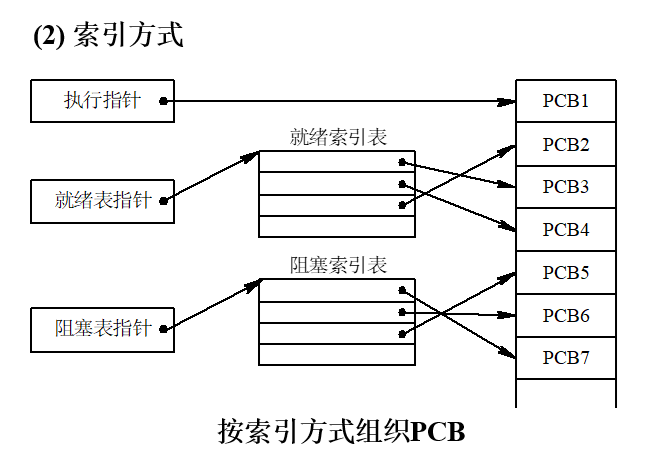 (2) 索引方式
执行指针
PCB1
就绪索引表
PCB2
就绪表指针
PCB3
PCB4
阻塞索引表
PCB5
阻塞表指针
PCB6
PCB7
按索引方式组织PCB